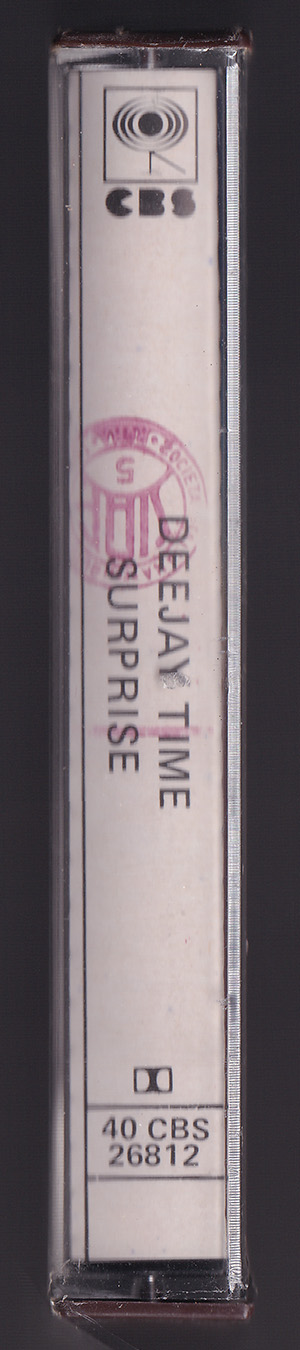 CBS
DEEJAY TIME
SURPRISE
40 CBS
26812